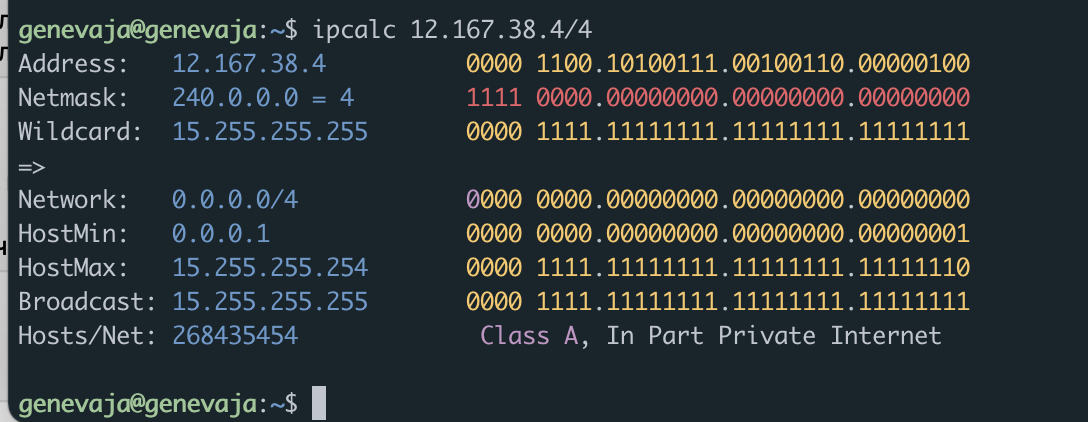 genevaja@genevaja:~$ ipcalc 12.167.38.4/4
Address:   12.167.38.4          0000 1100.10100111.00100110.00000100
Netmask:   240.0.0.0 = 4        1111 0000.00000000.00000000.00000000
Wildcard:  15.255.255.255       0000 1111.11111111.11111111.11111111
=>
Network:   0.0.0.0/4            0000 0000.00000000.00000000.00000000
HostMin:   0.0.0.1              0000 0000.00000000.00000000.00000001
HostMax:   15.255.255.254       0000 1111.11111111.11111111.11111110
Broadcast: 15.255.255.255       0000 1111.11111111.11111111.11111111
Hosts/Net: 268435454             Class A, In Part Private Internet
genevaja@genevaja:~$